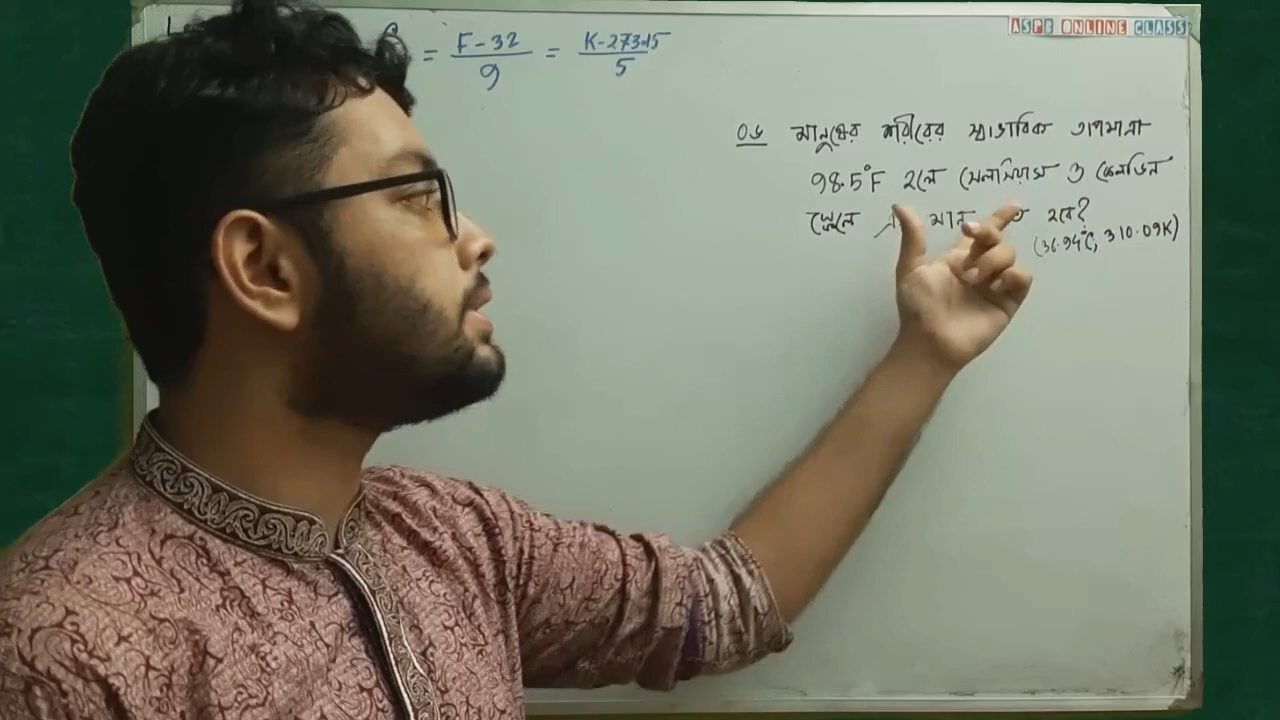 ASPB ONLINE CLASS
= F-32/9 = K-273.15/5
০৬ মানুষের শরীরের স্বাভাবিক তাপমাত্রা
98.5°F হলে সেলসিয়াস ও কেলভিন
স্কেলে মান হবে?
(36.94°C, 310.09K)